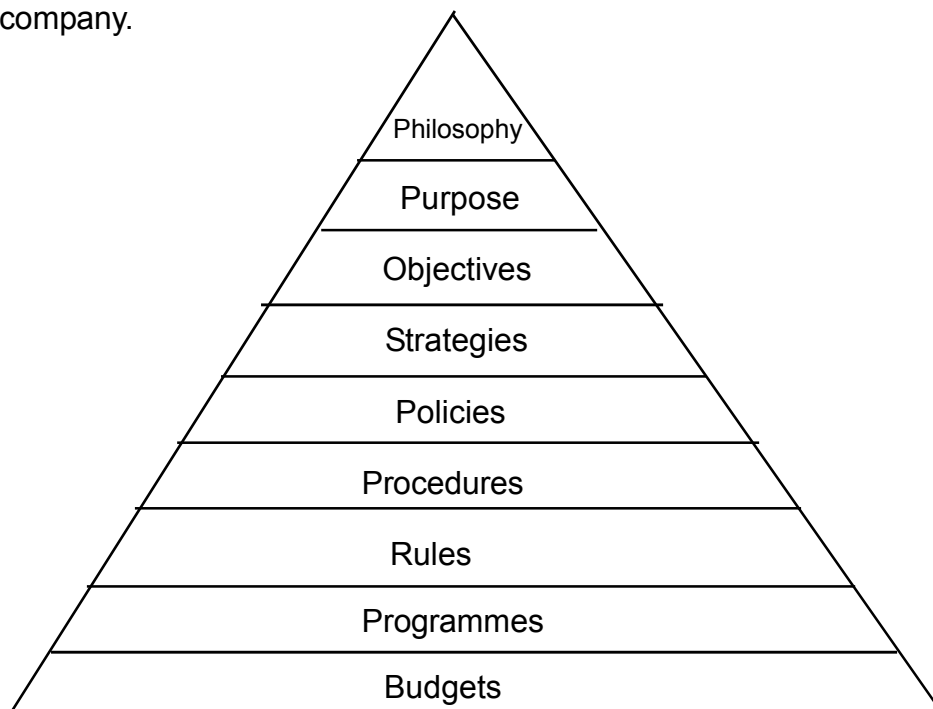 company.
Philosophy
Purpose
Objectives
Strategies
Policies
Procedures
Rules
Programmes
Budgets